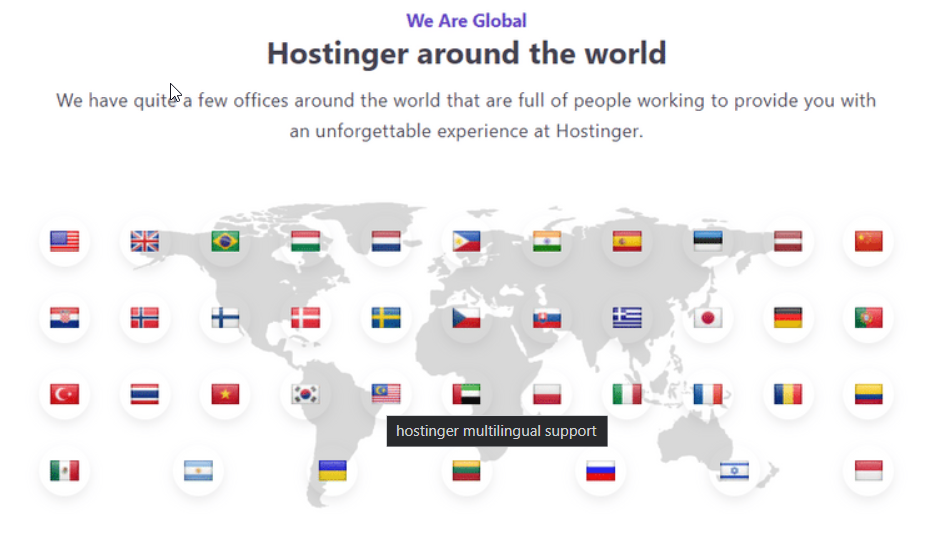 We Are Global
Hostinger around the world
We have quite a few offices around the world that are full of people working to provide you with
an unforgettable experience at Hostinger.
hostinger multilingual support